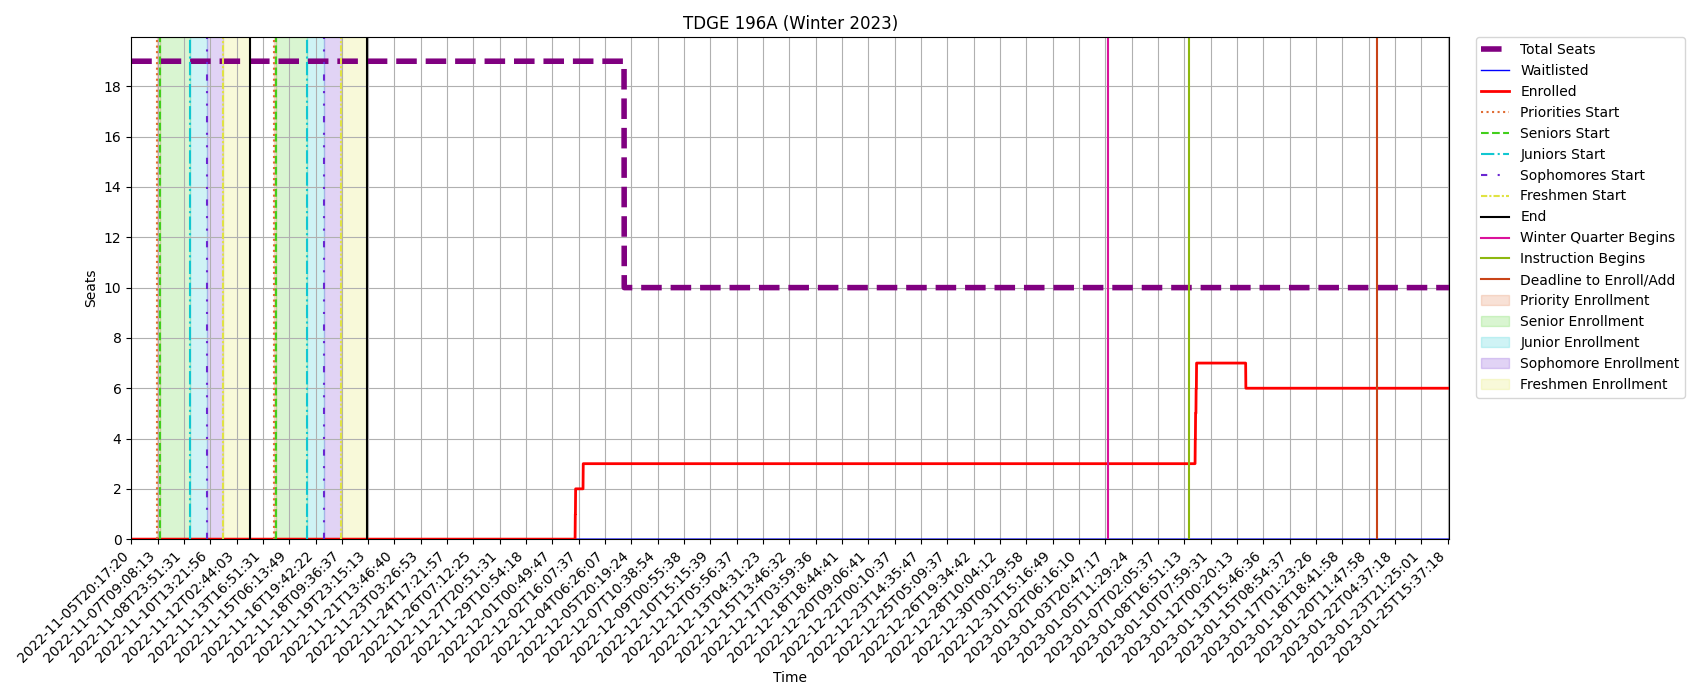 TDGE 196A (Winter 2023)
Seats
18
16
14
12
10
8
6
4
2
0
2022-11-05T20:17:20
2022-11-07T09:08:13
2022-11-08T23:51:31
2022-11-10T13:21:56
2022-11-12T02:44:03
2022-11-13T16:51:31
2022-11-15T06:13:49
2022-11-16T19:42:22
2022-11-18T09:36:37
2022-11-19T23:15:13
2022-11-21T13:46:40
2022-11-23T03:26:53
2022-11-24T17:21:57
2022-11-26T07:12:25
2022-11-27T20:51:31
2022-11-29T10:54:18
2022-12-01T00:49:47
2022-12-02T16:07:37
2022-12-04T06:26:07
2022-12-05T20:19:24
2022-12-07T10:38:54
2022-12-09T00:55:38
2022-12-10T15:15:39
2022-12-12T05:56:37
2022-12-13T04:31:23
2022-12-15T13:46:32
2022-12-17T03:59:36
2022-12-18T18:44:41
2022-12-20T09:06:41
2022-12-22T00:10:37
2022-12-23T14:35:47
2022-12-25T05:09:37
2022-12-26T19:34:42
2022-12-28T10:04:12
2022-12-30T00:29:58
2022-12-31T15:16:49
2023-01-02T06:16:10
2023-01-03T20:47:17
2023-01-05T11:29:24
2023-01-07T02:05:37
2023-01-08T16:51:13
2023-01-10T07:59:31
2023-01-12T00:20:13
2023-01-13T15:46:36
2023-01-15T08:54:37
2023-01-17T01:23:26
2023-01-18T18:41:58
2023-01-20T11:47:58
2023-01-22T04:37:18
2023-01-23T21:25:01
2023-01-25T15:37:18
Time
Total Seats
Waitlisted
Enrolled
Priorities Start
Seniors Start
Juniors Start
Sophomores Start
Freshmen Start
End
Winter Quarter Begins
Instruction Begins
Deadline to Enroll/Add
Priority Enrollment
Senior Enrollment
Junior Enrollment
Sophomore Enrollment
Freshmen Enrollment